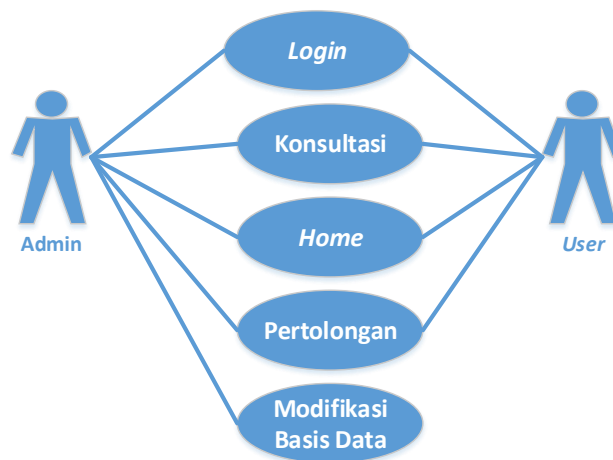 Login
Konsultasi
Admin
Home
User
Pertolongan
Modifikasi
Basis Data